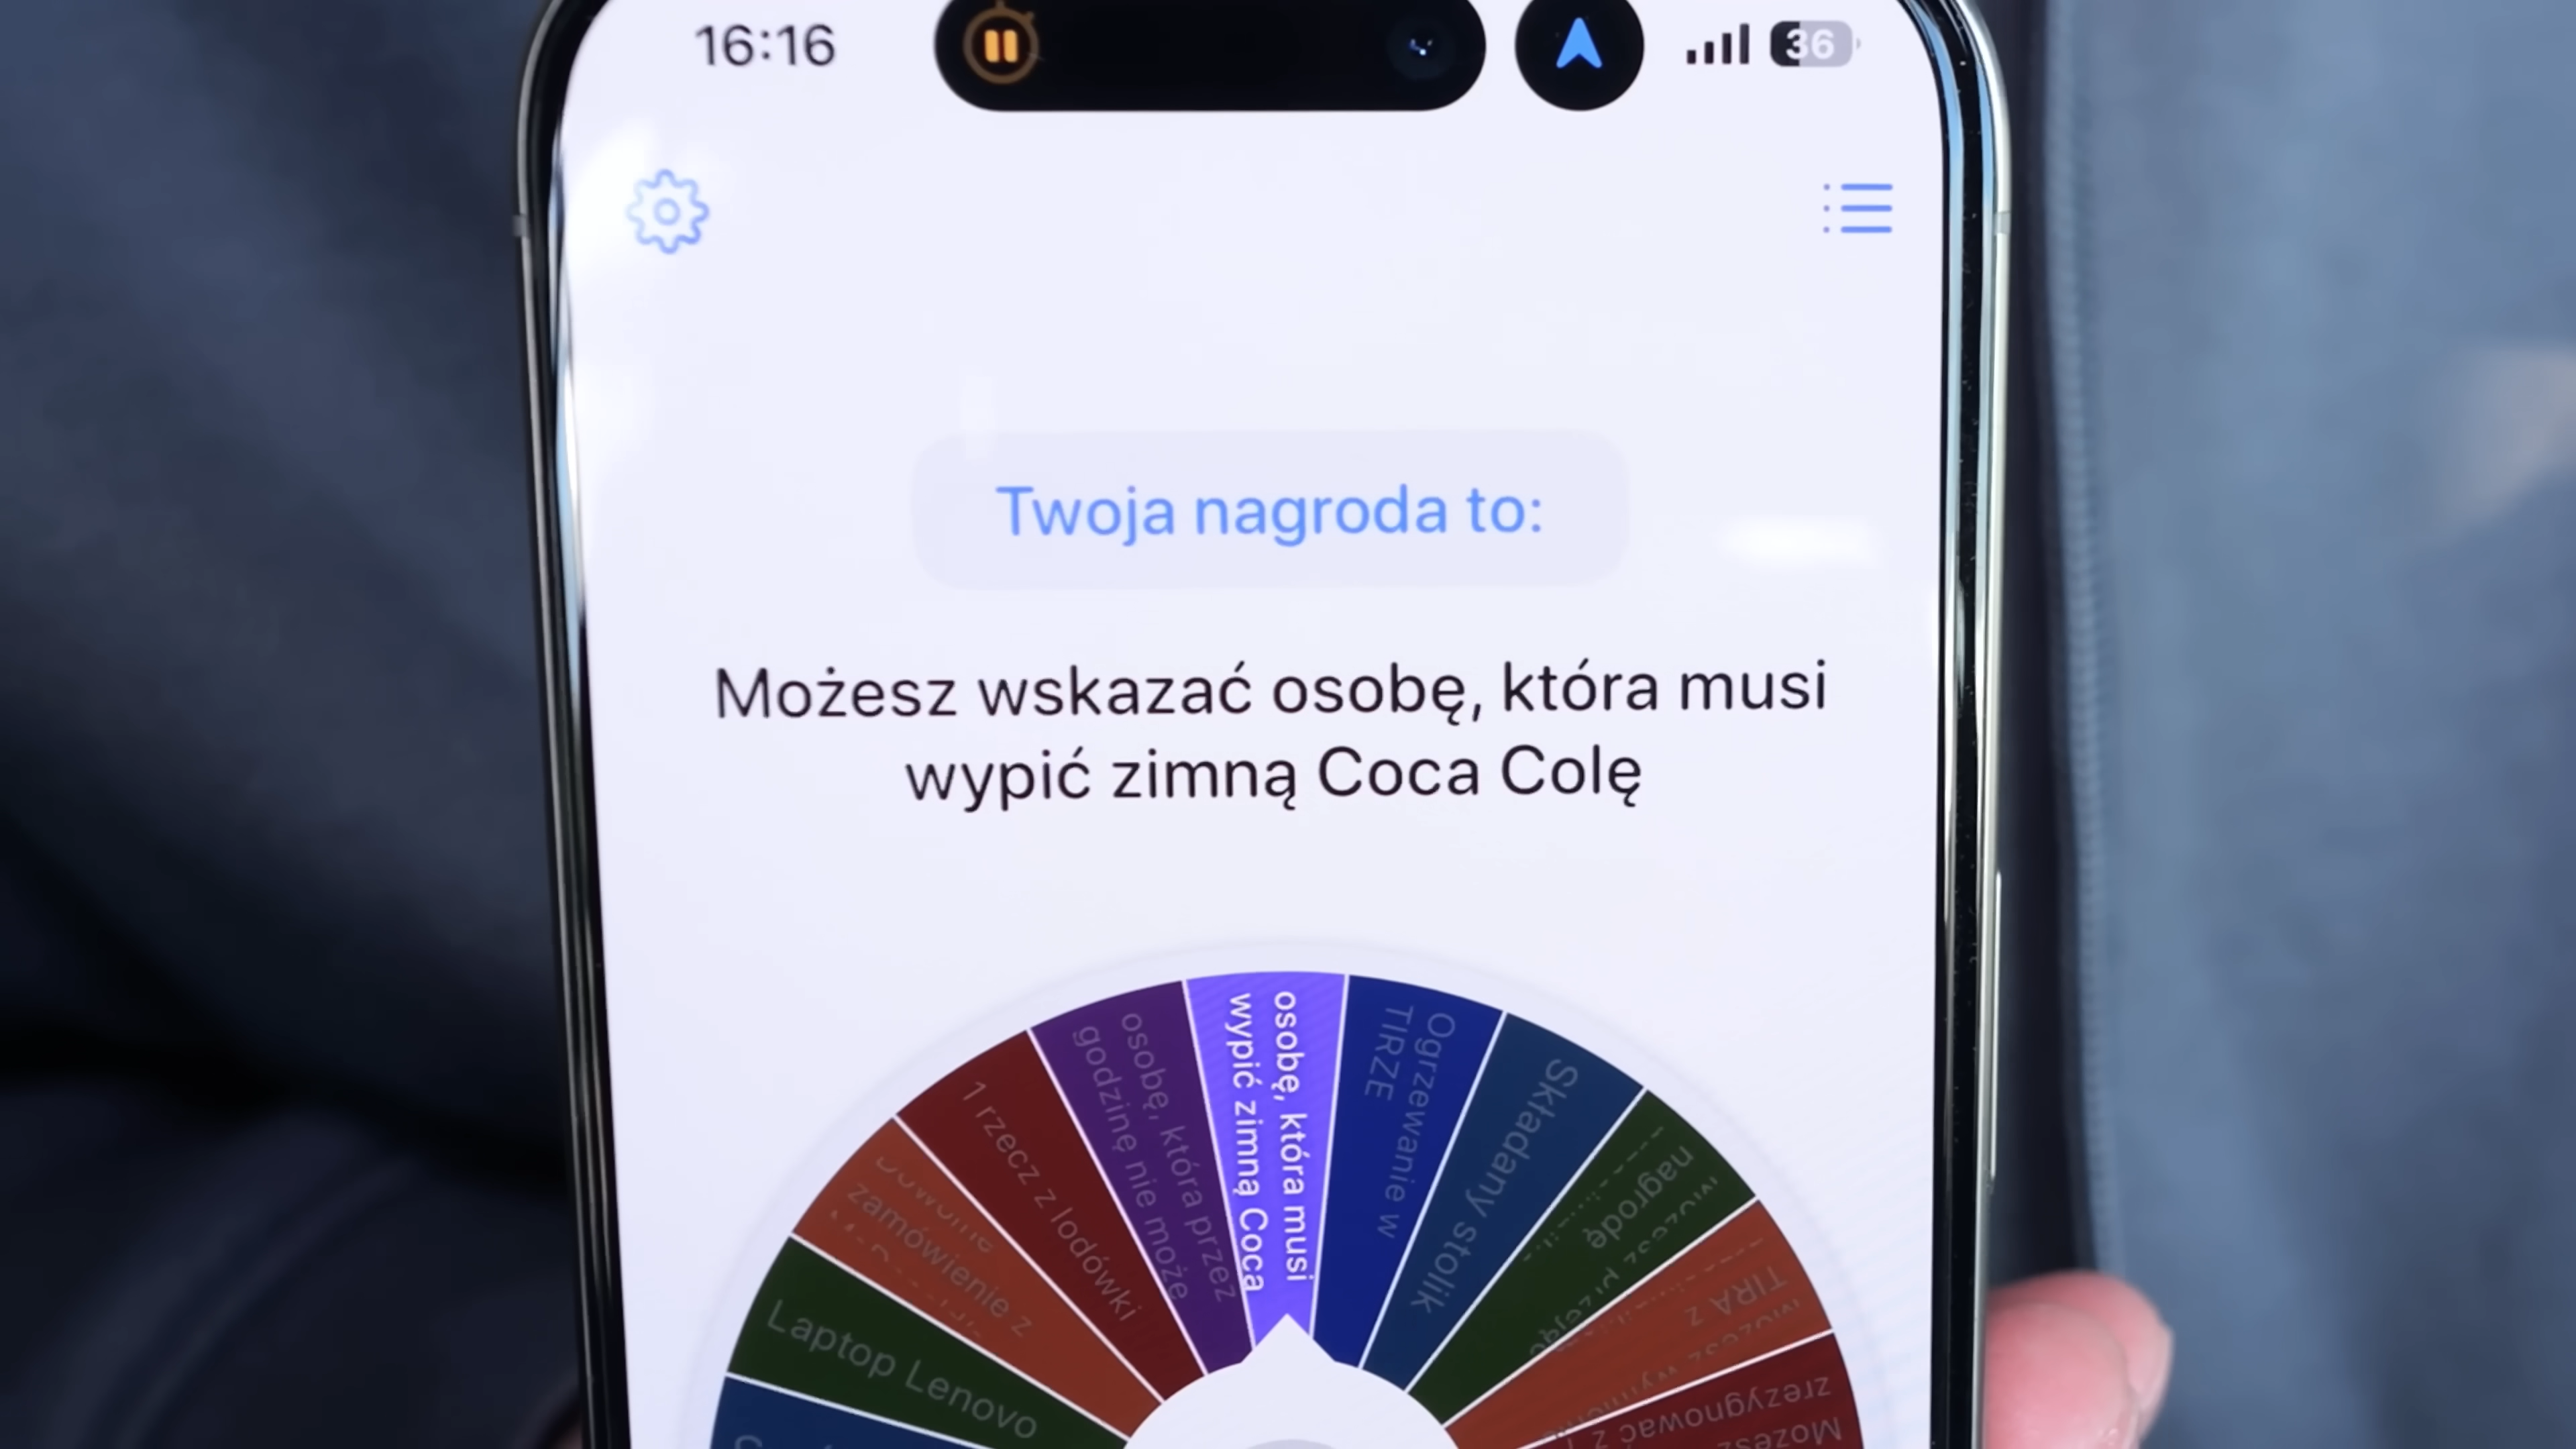 16:16
36
Twoja nagroda to:
Możesz wskazać osobę, która musi
wypić zimną Coca Colę
Laptop Lenovo
zamówienie z
1 rzecz z lodówki
osobę, która przez
godzinę nie może
osobę, która musi
wypić zimną Coca
Ogrzewanie w
TIRZE
Składany stolik
nagrodę
TIRA z
zrezygnować z